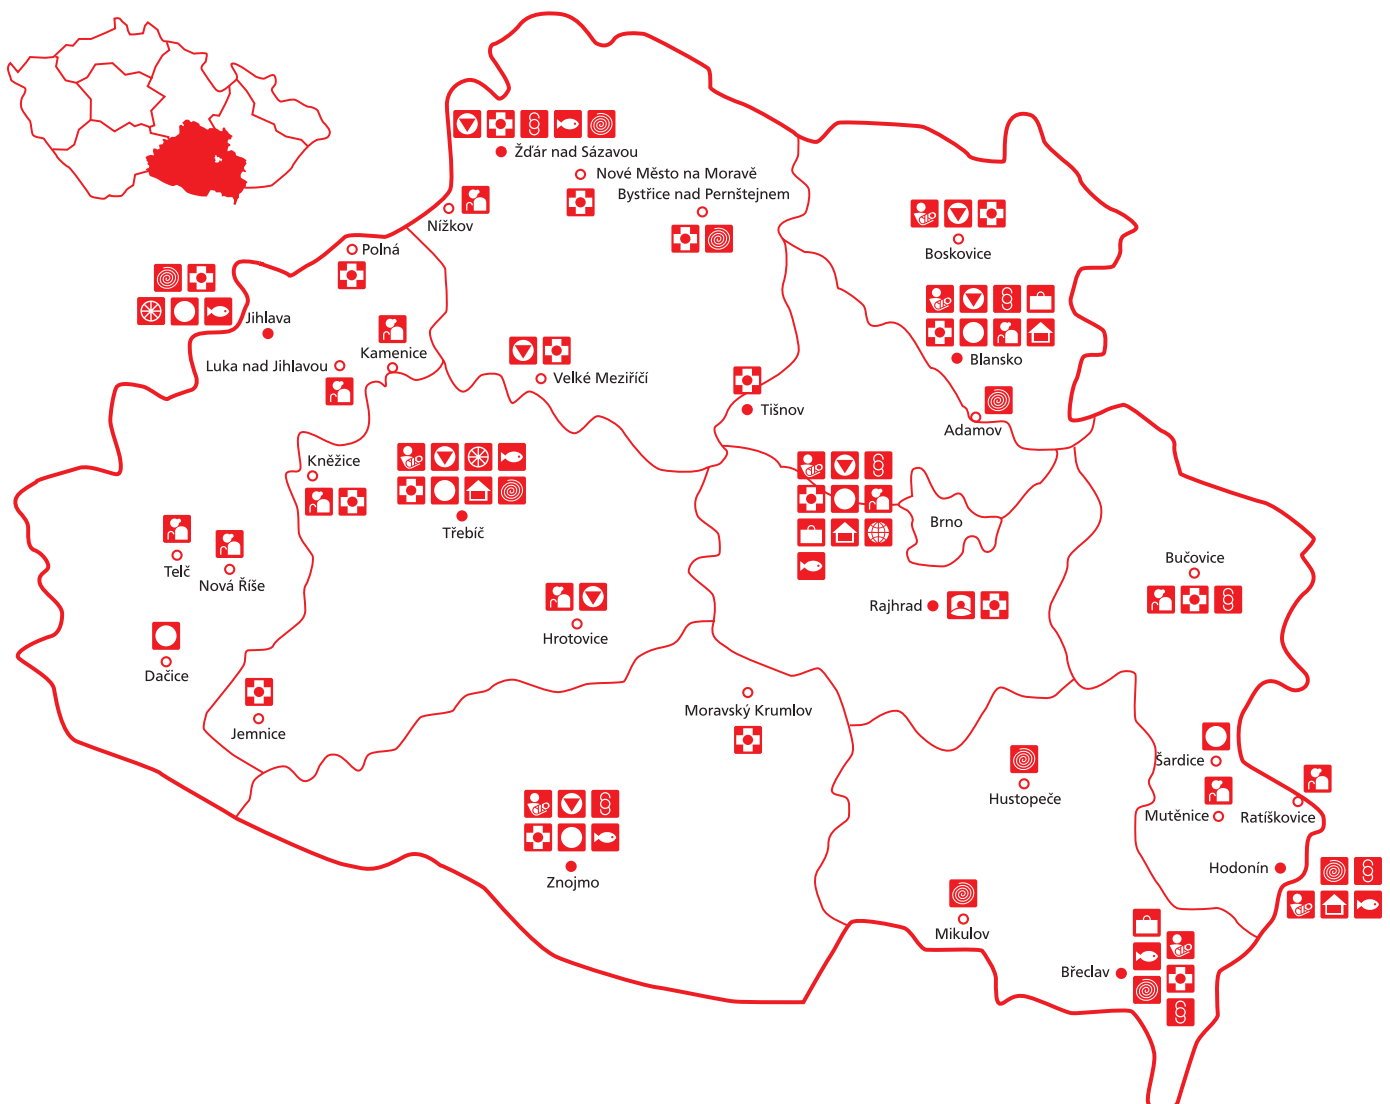 Žďár nad Sázavou
Nové Město na Moravě
Bystřice nad Pernštejnem
Nížkov
Polná
Boskovice
Jihlava
Kamenice
Luka nad Jihlavou
Velké Meziříčí
Blansko
Tišnov
Adamov
Kněžice
Třebíč
Brno
Telč
Nová Říše
Bučovice
Rajhrad
Hrotovice
Dačice
Jemnice
Moravský Krumlov
Šardice
Hustopeče
Mutěnice
Ratíškovice
Znojmo
Hodonín
Mikulov
Břeclav